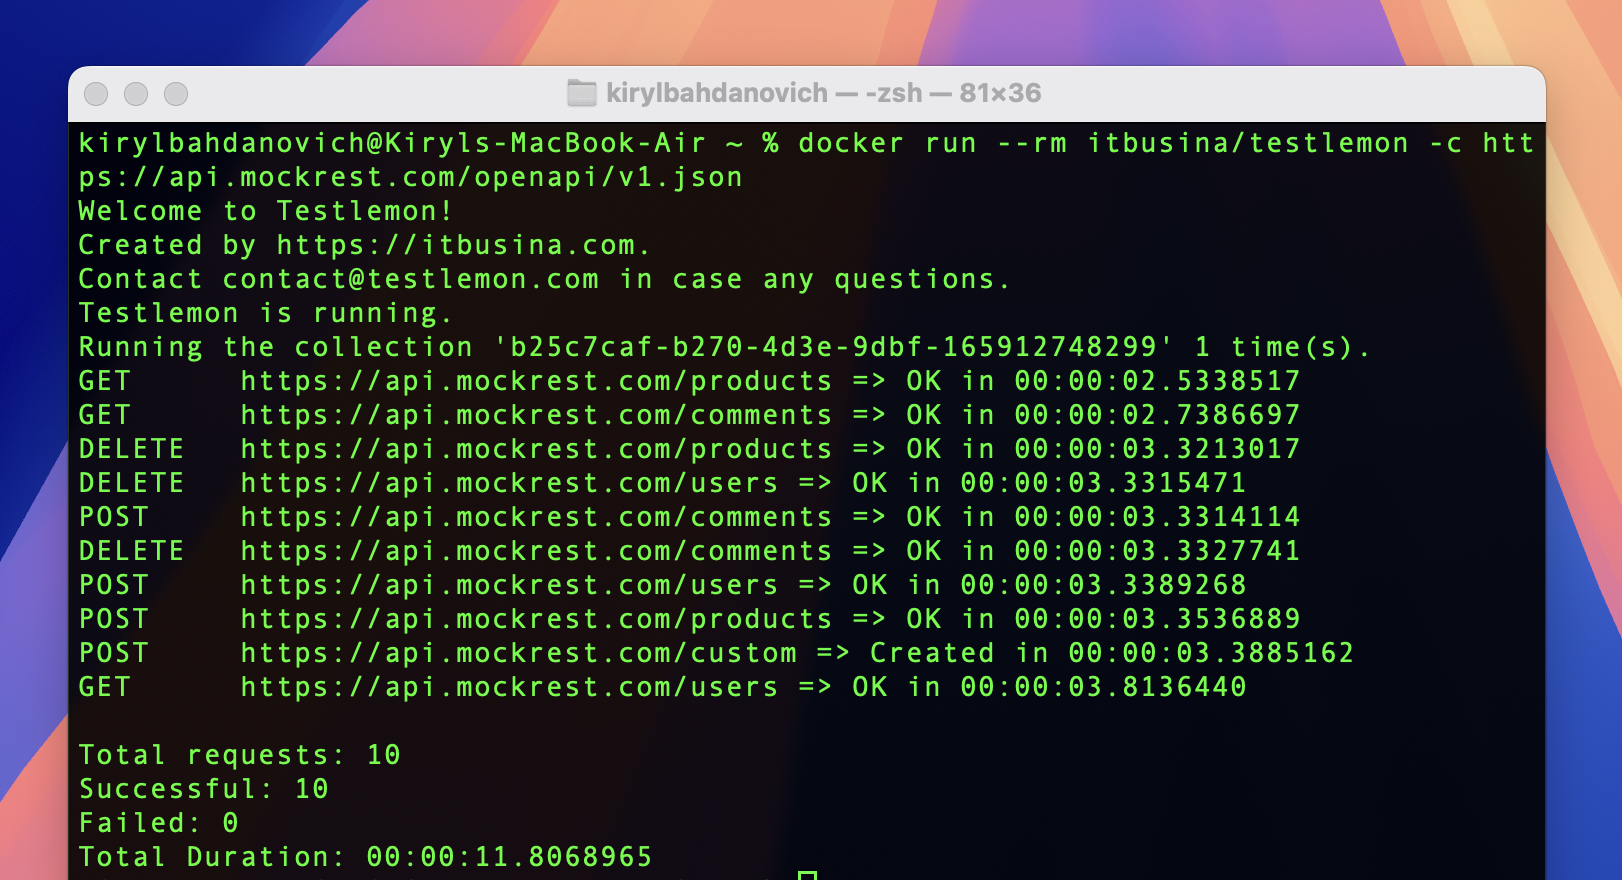 kirylbahdanovich — -zsh — 81×36
kirylbahdanovich@Kiryls-MacBook-Air ~ % docker run --rm itbusina/testlemon -c htt
ps://api.mockrest.com/openapi/v1.json
Welcome to Testlemon!
Created by https://itbusina.com.
Contact contact@testlemon.com in case any questions.
Testlemon is running.
Running the collection 'b25c7caf-b270-4d3e-9dbf-165912748299' 1 time(s).
GET      https://api.mockrest.com/products => OK in 00:00:02.5338517
GET      https://api.mockrest.com/comments => OK in 00:00:02.7386697
DELETE   https://api.mockrest.com/products => OK in 00:00:03.3213017
DELETE   https://api.mockrest.com/users => OK in 00:00:03.3315471
POST     https://api.mockrest.com/comments => OK in 00:00:03.3314114
DELETE   https://api.mockrest.com/comments => OK in 00:00:03.3327741
POST     https://api.mockrest.com/users => OK in 00:00:03.3389268
POST     https://api.mockrest.com/products => OK in 00:00:03.3536889
POST     https://api.mockrest.com/custom => Created in 00:00:03.3885162
GET      https://api.mockrest.com/users => OK in 00:00:03.8136440
Total requests: 10
Successful: 10
Failed: 0
Total Duration: 00:00:11.8068965